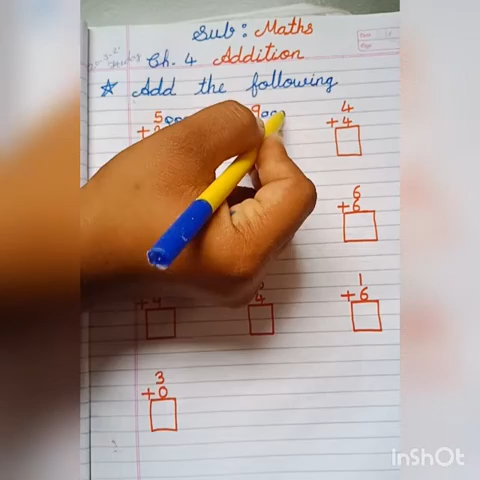 Sub: Maths
Ch. 4 Addition
☆ Add the following
5 9 4
+ +4
6
+6
+4 4 1
+6
3
+0
InShOt